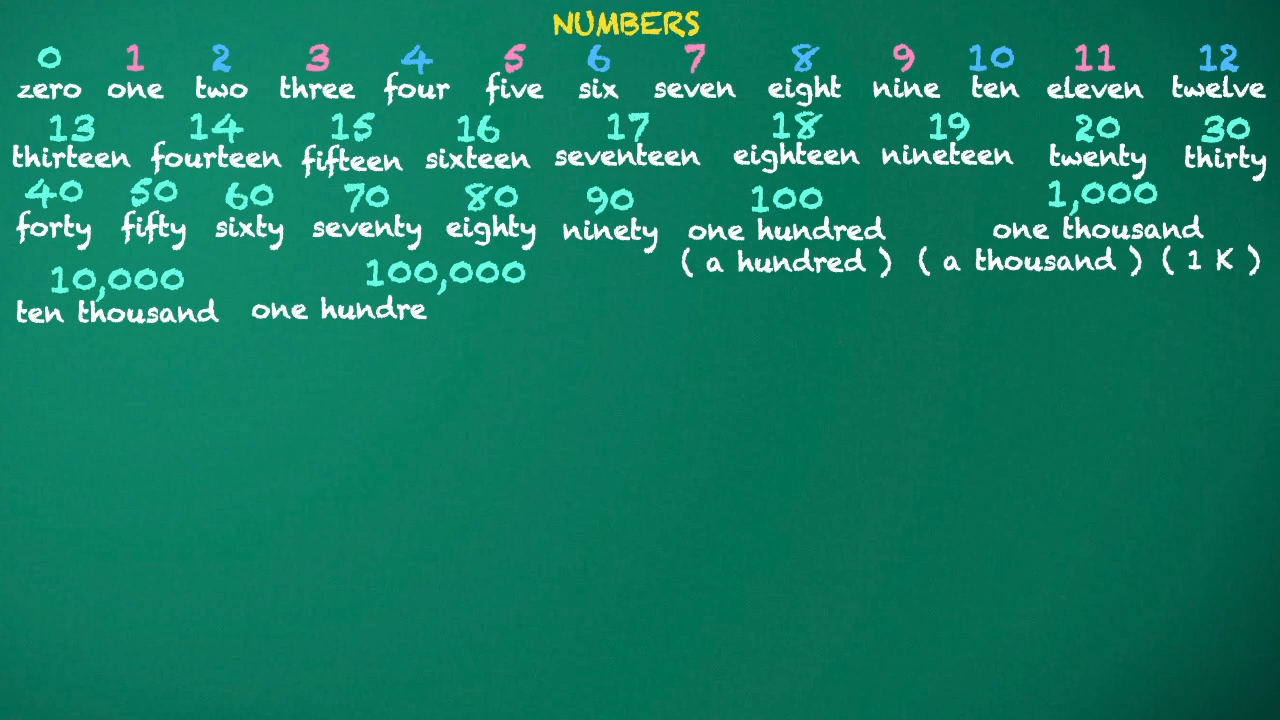 NUMBERS
0 1 2 3 4 5 6 7 8 9 10 11 12
zero one two three four five six seven eight nine ten eleven twelve
13 14 15 16 17 18 19 20 30
thirteen fourteen fifteen sixteen seventeen eighteen nineteen twenty thirty
40 50 60 70 80 90 100 1,000
forty fifty sixty seventy eighty ninety one hundred one thousand
( a hundred ) ( a thousand ) ( 1 K )
10,000 100,000
ten thousand one hundre